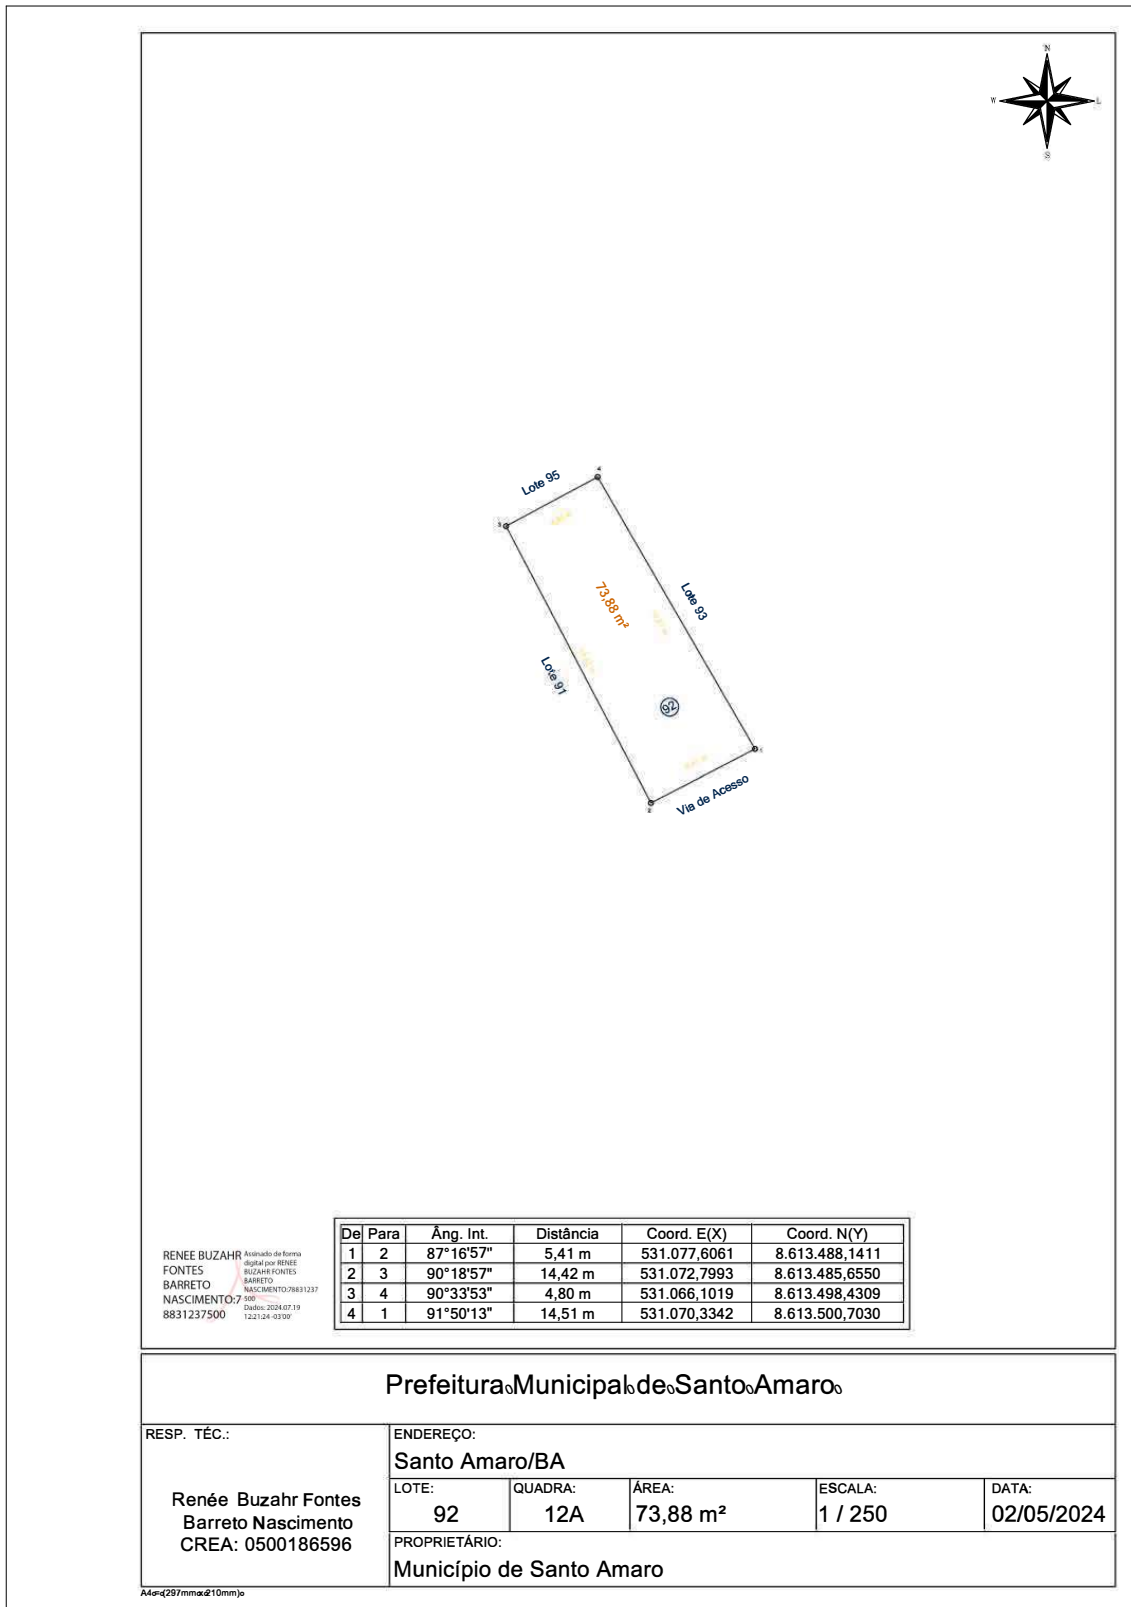 N
W
L
S
Lote 95
4
3
73,88 m²
Lote 93
Lote 91
92
1
2
Via de Acesso
De Para Âng. Int. Distância Coord. E(X) Coord. N(Y)
1 2 87°16'57" 5,41 m 531.077,6061 8.613.488,1411
2 3 90°18'57" 14,42 m 531.072,7993 8.613.485,6550
3 4 90°33'53" 4,80 m 531.066,1019 8.613.498,4309
4 1 91°50'13" 14,51 m 531.070,3342 8.613.500,7030
RENEE BUZAHR
FONTES
BARRETO
NASCIMENTO:7
8831237500
Assinado de forma
digital por RENEE
BUZAHR FONTES
BARRETO
NASCIMENTO:78831237
500
Dados: 2024.07.19
12:21:24 -03'00'
Prefeitura Municipal de Santo Amaro
RESP. TÉC.:
Renée Buzahr Fontes
Barreto Nascimento
CREA: 0500186596
ENDEREÇO:
Santo Amaro/BA
LOTE: QUADRA: ÁREA: ESCALA: DATA:
92 12A 73,88 m² 1 / 250 02/05/2024
PROPRIETÁRIO:
Município de Santo Amaro
A4 = (297mm x 210mm)